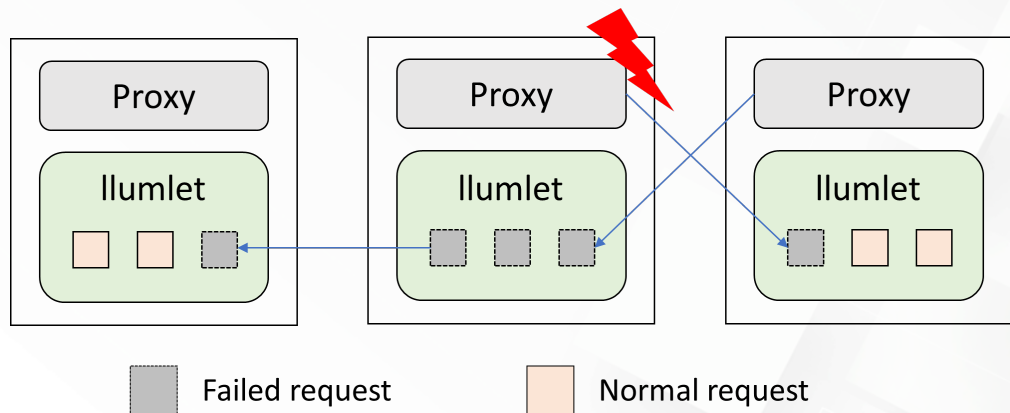 Proxy
Proxy
Proxy
llumlet
llumlet
llumlet
Failed request
Normal request